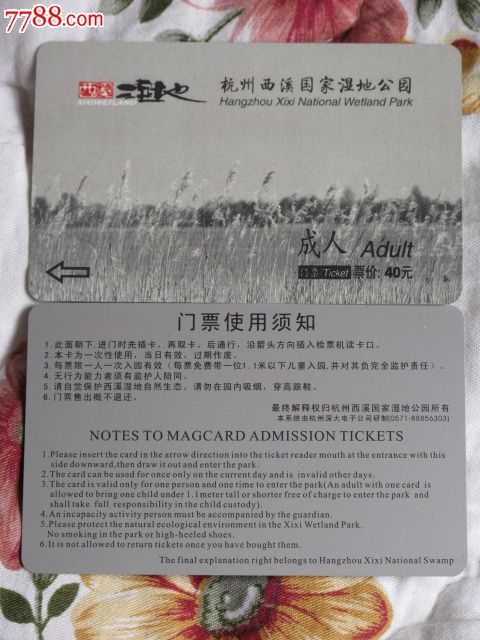 7788.com
西溪
XIXIWETLAND
湿地
杭州西溪国家湿地公园
Hangzhou Xixi National Wetland Park
成人/Adult
门票 Ticket 票价: 40元
门票使用须知
1.此面朝下,进门时先插卡，再取卡，后通行，沿箭头方向插入检票机读卡口。
2.本卡为一次性使用，当日有效，过期作废。
3.每票限一人一次入园有效（每票免费带一位1.1米以下儿童入园,并对其负完全监护责任）。
4.无行为能力者须有监护人陪同。
5.请自觉保护西溪湿地自然生态，请勿在园内吸烟，穿高跟鞋。
6.门票售出概不退还。
最终解释权归杭州西溪国家湿地公园所有
本系统由杭州深大电子公司研制(0571-88856303)
NOTES TO MAGCARD ADMISSION TICKETS
1.Please insert the card in the arrow direction into the ticket reader mouth at the entrance with this
side downward,then draw it out and enter the park.
2.The card can be used for once only on the current day and is invalid other days.
3.The card is valid only for one person and one time to enter the park(An adult with one card is
allowed to bring one child under 1.1meter tall or shorter free of charge to enter the park and
shall take full responsibility in the child custody).
4.An incapacity activity person must be accompanied by the guardian.
5.Please protect the natural ecological environment in the Xixi Wetland Park.
No smoking in the park or high-heeled shoes.
6.It is not allowed to return tickets once you have bought them.
The final explanation right belongs to Hangzhou Xixi National Swamp